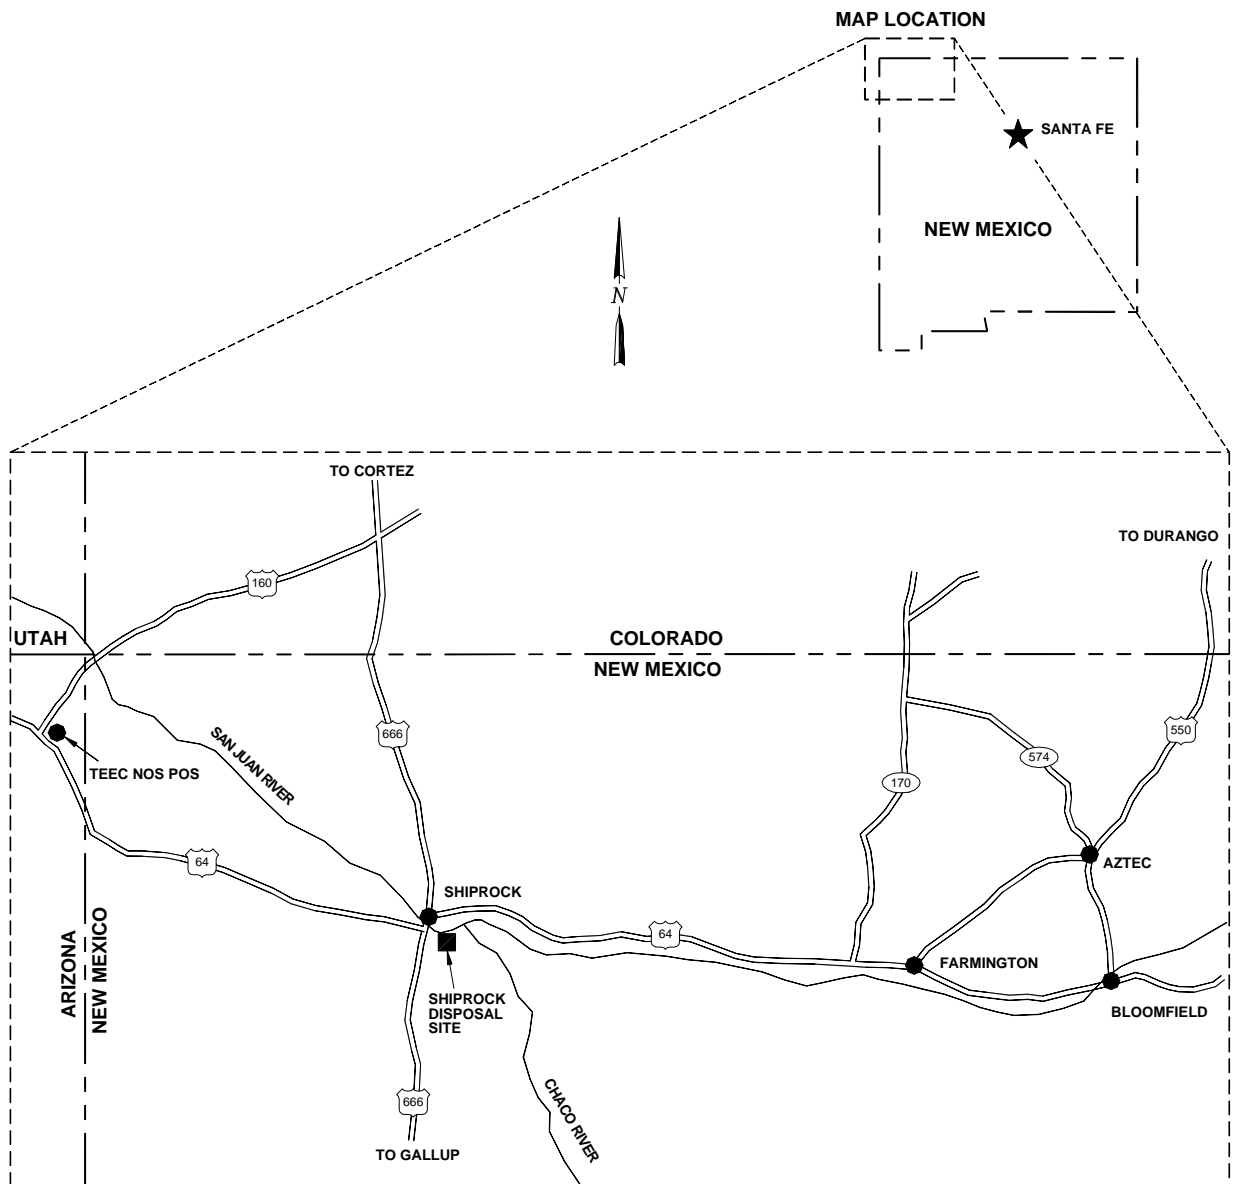 MAP LOCATION
SANTA FE
NEW MEXICO
N
TO CORTEZ
TO DURANGO
160
UTAH
COLORADO
NEW MEXICO
666
550
574
170
SAN JUAN RIVER
TEEC NOS POS
64
AZTEC
SHIPROCK
64
FARMINGTON
ARIZONA
NEW MEXICO
SHIPROCK
DISPOSAL
SITE
BLOOMFIELD
666
CHACO RIVER
TO GALLUP